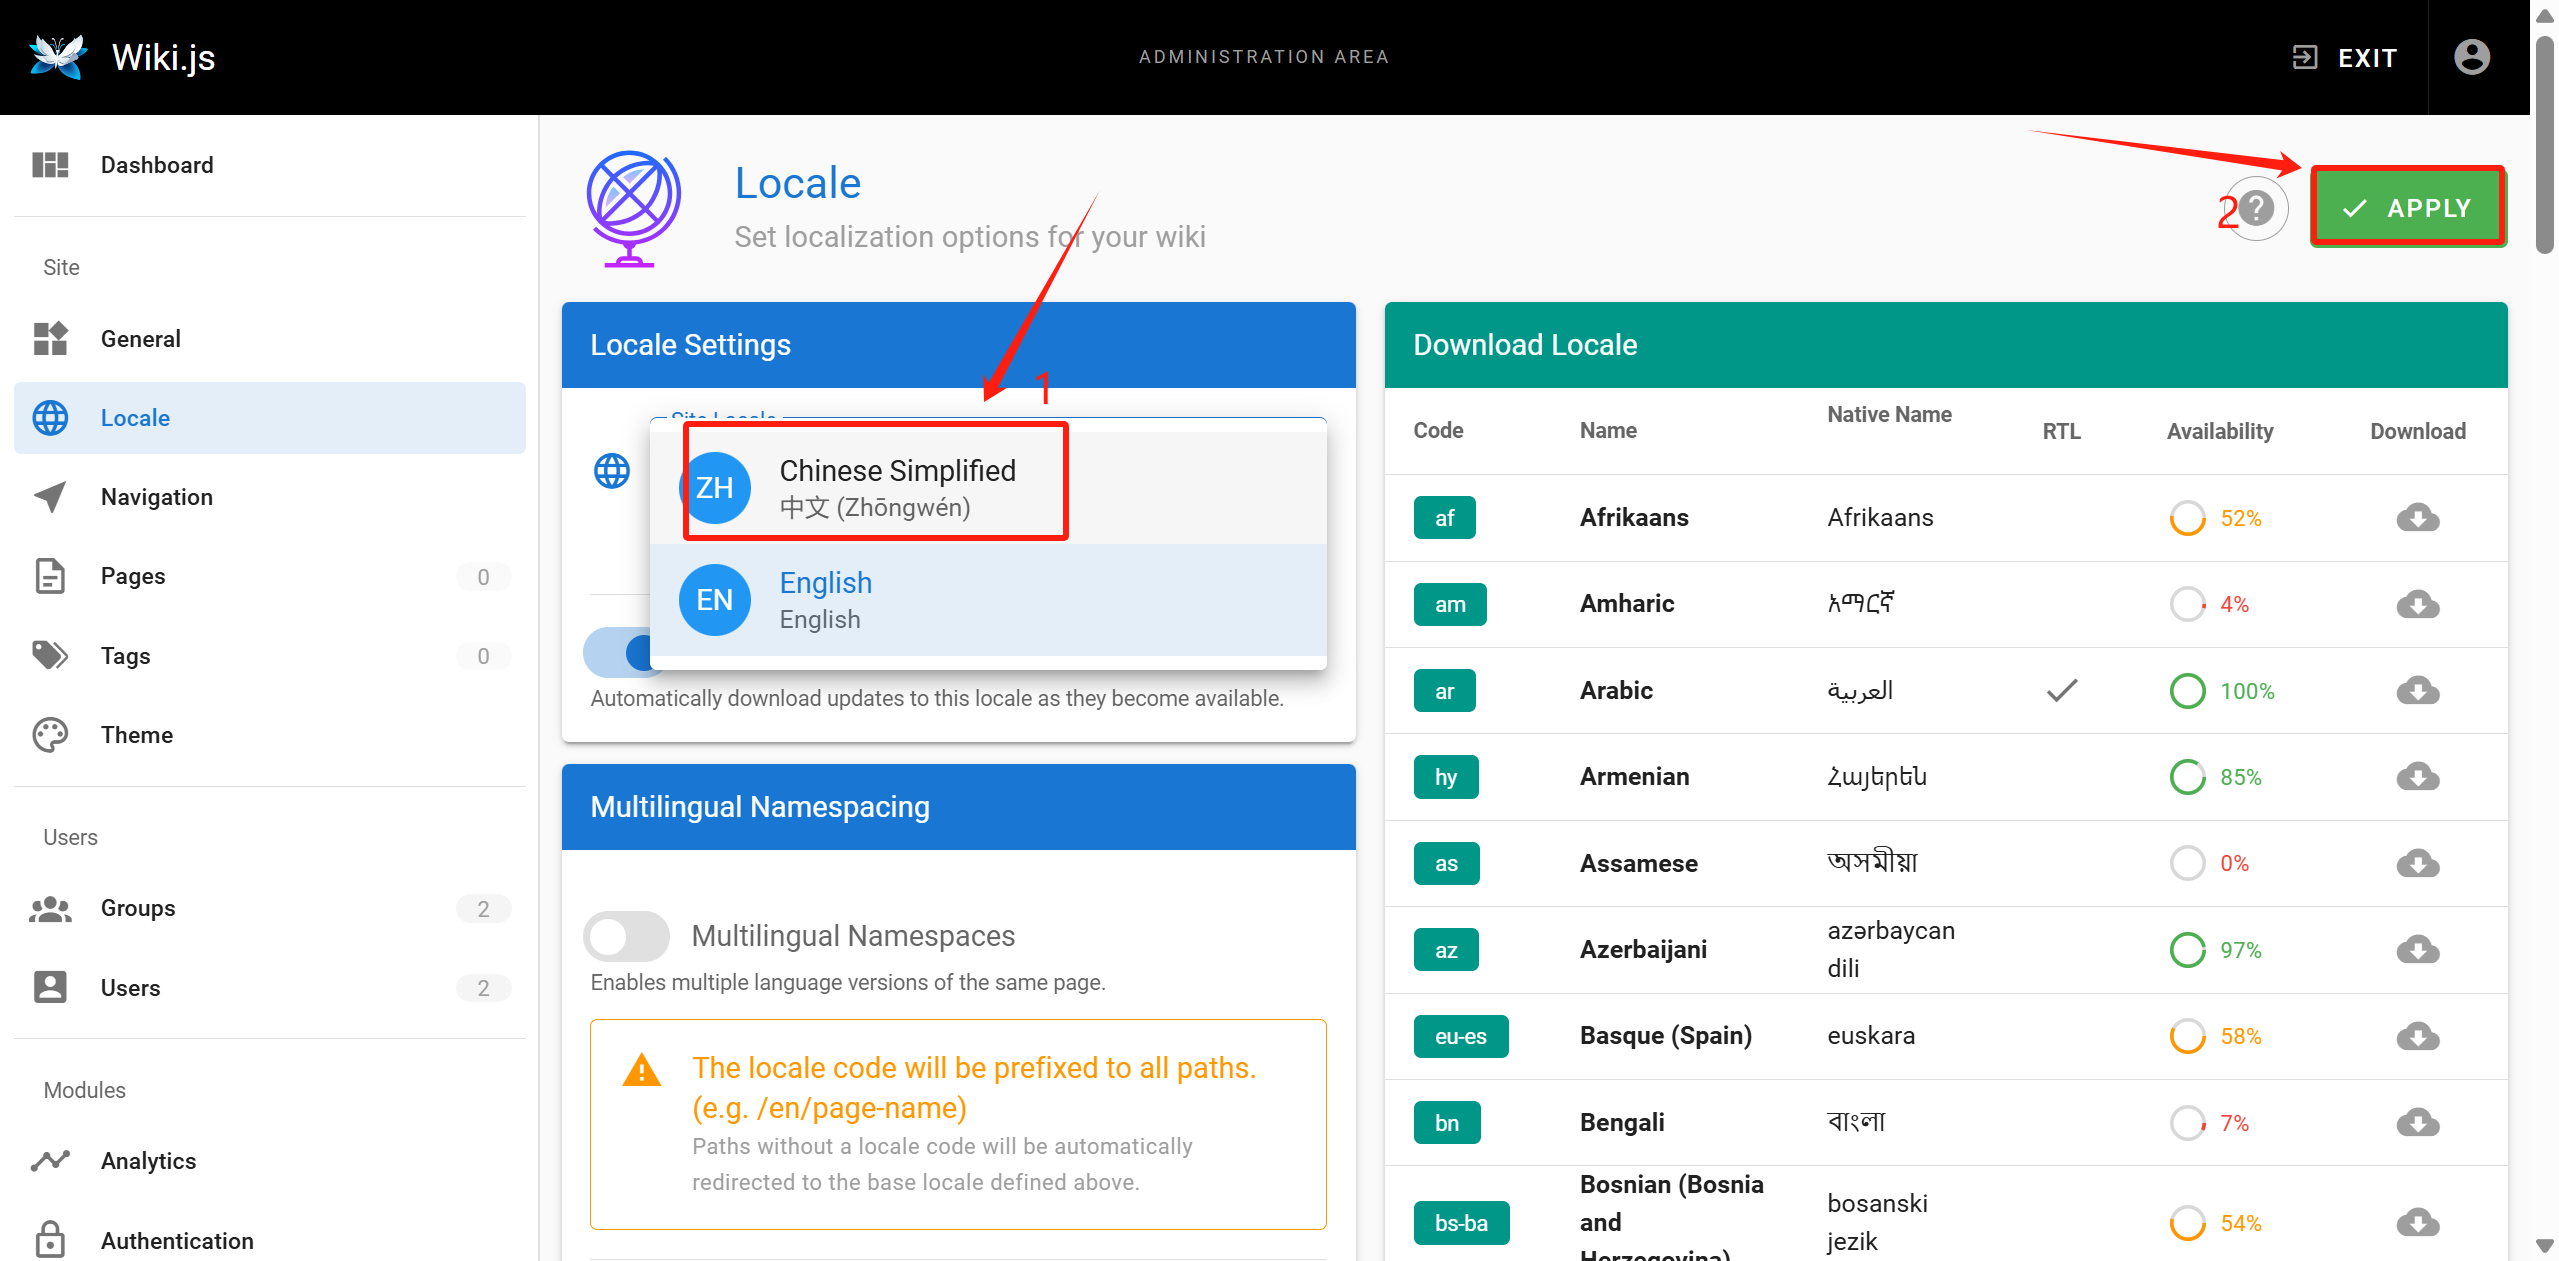 Wiki.js
ADMINISTRATION AREA
EXIT
Dashboard
Site
General
Locale
Navigation
Pages 0
Tags 0
Theme
Users
Groups 2
Users 2
Modules
Analytics
Authentication
Locale
Set localization options for your wiki
2
?
APPLY
Locale Settings
1
Site Locale
ZH
Chinese Simplified
中文 (Zhōngwén)
EN
English
English
Automatically download updates to this locale as they become available.
Multilingual Namespacing
Multilingual Namespaces
Enables multiple language versions of the same page.
The locale code will be prefixed to all paths.
(e.g. /en/page-name)
Paths without a locale code will be automatically
redirected to the base locale defined above.
Download Locale
Code Name Native Name RTL Availability Download
af Afrikaans Afrikaans 52%
am Amharic አማርኛ 4%
ar Arabic العربية 100%
hy Armenian Հայերեն 85%
as Assamese অসমীয়া 0%
az Azerbaijani azərbaycan
dili 97%
eu-es Basque (Spain) euskara 58%
bn Bengali বাংলা 7%
bs-ba Bosnian (Bosnia
and
Herzegovina) bosanski
jezik 54%